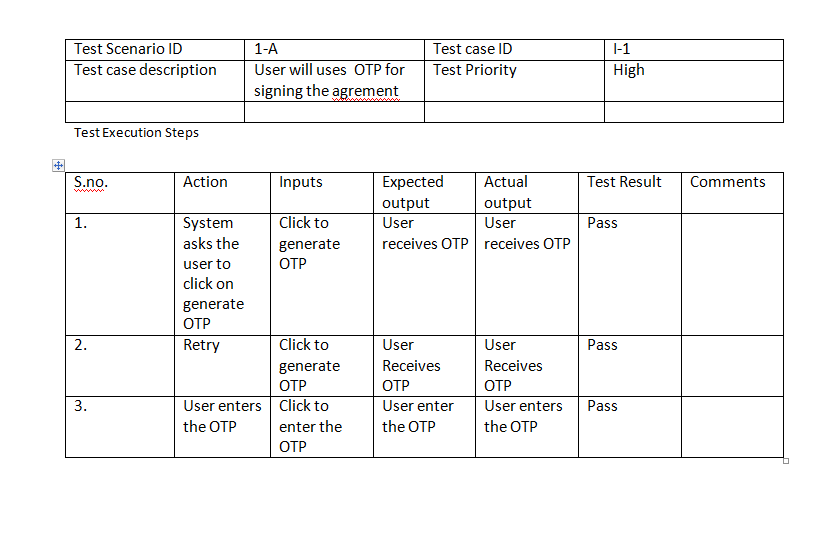 Test Scenario ID 1-A Test case ID I-1
Test case description User will uses OTP for Test Priority High
signing the agrement
Test Execution Steps
S.no. Action Inputs Expected Actual Test Result Comments
output output
1. System Click to User User Pass
asks the generate receives OTP receives OTP
user to OTP
click on
generate
OTP
2. Retry Click to User User Pass
generate Receives Receives
OTP OTP OTP
3. User enters Click to User enter User enters Pass
the OTP enter the the OTP the OTP
OTP